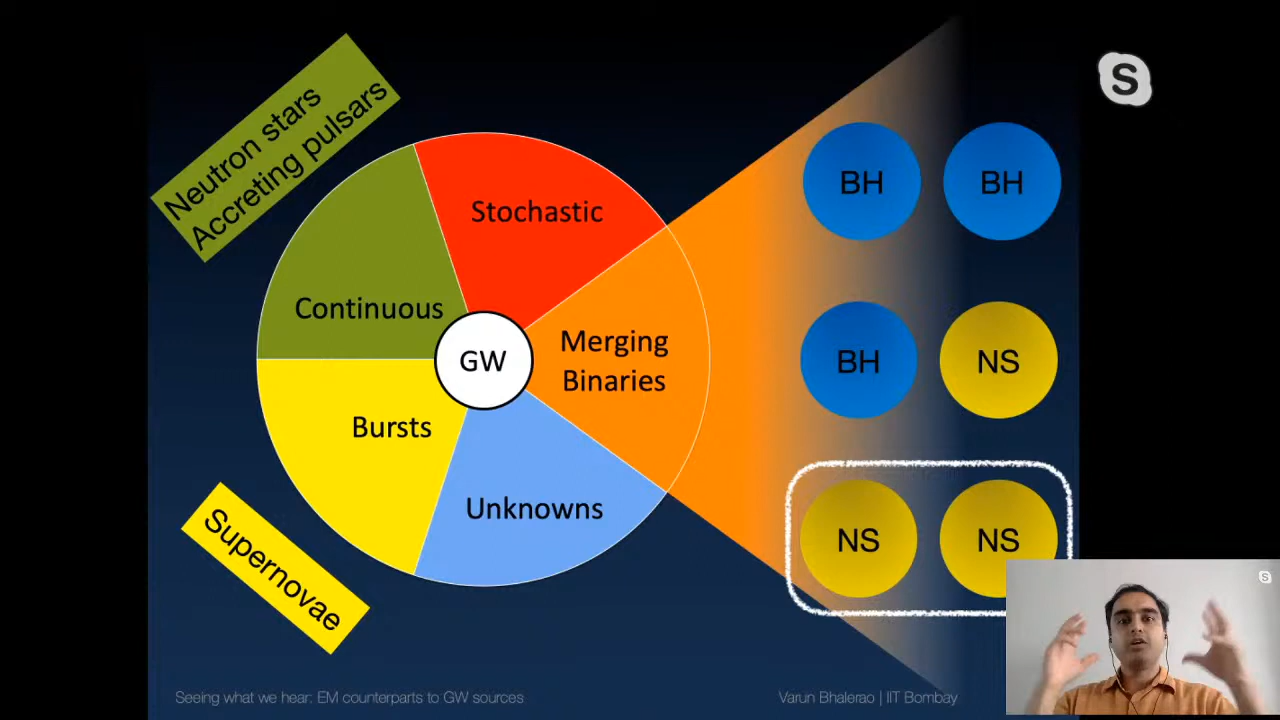 Neutron stars
Accreting pulsars
Stochastic
Continuous
GW
Merging
Binaries
Bursts
Unknowns
Supernovae
BH BH
BH NS
NS NS
S
S
Seeing what we hear: EM counterparts to GW sources
Varun Bhalerao | IIT Bombay